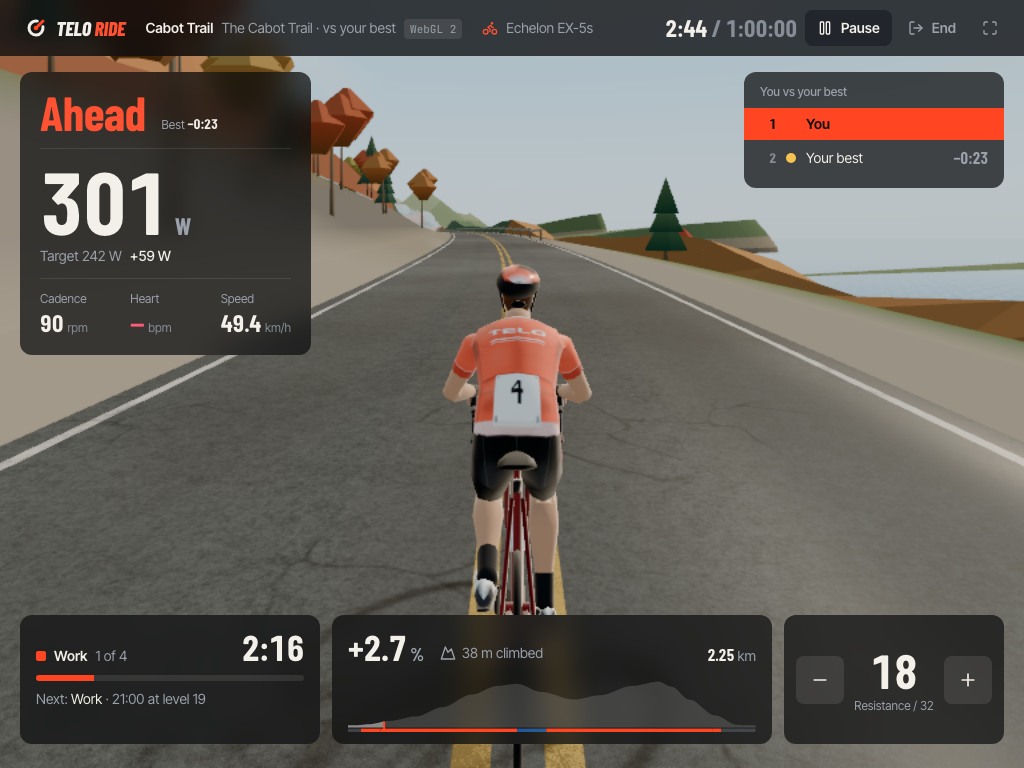 TELO RIDE Cabot Trail The Cabot Trail · vs your best WebGL 2 Echelon EX-5s 2:44 / 1:00:00 Pause End
Ahead Best −0:23
301 W
Target 242 W +59 W
Cadence Heart Speed
90 rpm — bpm 49.4 km/h
You vs your best
1 You
2 Your best −0:23
TELO
4
Work 1 of 4 2:16
Next: Work · 21:00 at level 19
+2.7 % 38 m climbed 2.25 km
− 18 +
Resistance / 32